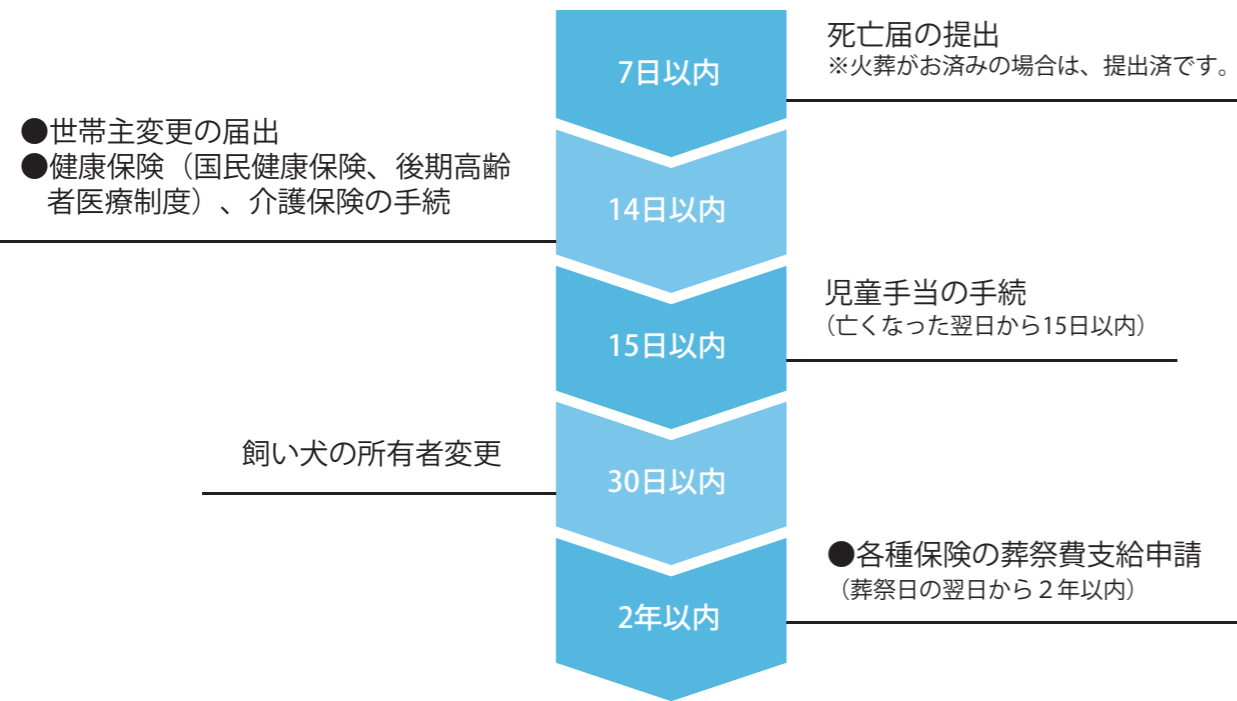 7日以内
死亡届の提出
※火葬がお済みの場合は、提出済です。
●世帯主変更の届出
●健康保険（国民健康保険、後期高齢
者医療制度）、介護保険の手続
14日以内
15日以内
児童手当の手続
（亡くなった翌日から15日以内）
飼い犬の所有者変更
30日以内
2年以内
●各種保険の葬祭費支給申請
（葬祭日の翌日から２年以内）